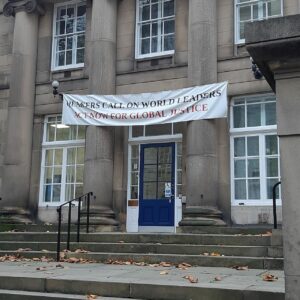 QUAKERS CALL ON WORLD LEADERS
ACT NOW FOR GLOBAL JUSTICE